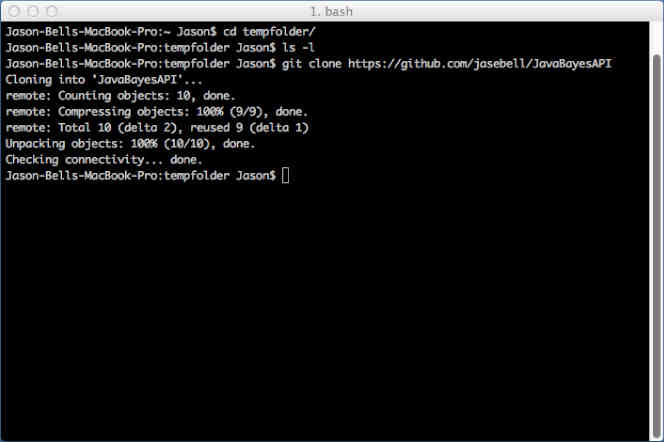 1. bash
Jason-Bells-MacBook-Pro:~ Jason$ cd tempfolder/
Jason-Bells-MacBook-Pro:tempfolder Jason$ ls -l
Jason-Bells-MacBook-Pro:tempfolder Jason$ git clone https://github.com/jasebell/JavaBayesAPI
Cloning into 'JavaBayesAPI'...
remote: Counting objects: 10, done.
remote: Compressing objects: 100% (9/9), done.
remote: Total 10 (delta 2), reused 9 (delta 1)
Unpacking objects: 100% (10/10), done.
Checking connectivity... done.
Jason-Bells-MacBook-Pro:tempfolder Jason$